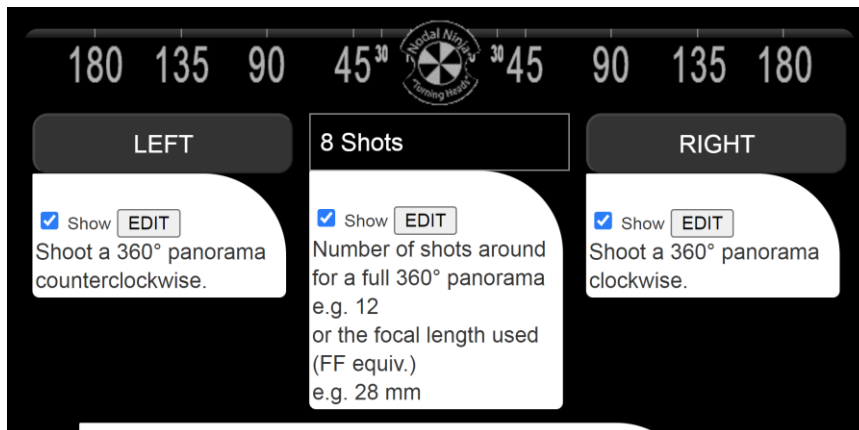 180 135 90 45 30 Nodal Ninja 30 45 90 135 180
Turning Heads
LEFT
8 Shots
RIGHT
Show EDIT
Shoot a 360° panorama
counterclockwise.
Show EDIT
Number of shots around
for a full 360° panorama
e.g. 12
or the focal length used
(FF equiv.)
e.g. 28 mm
Show EDIT
Shoot a 360° panorama
clockwise.